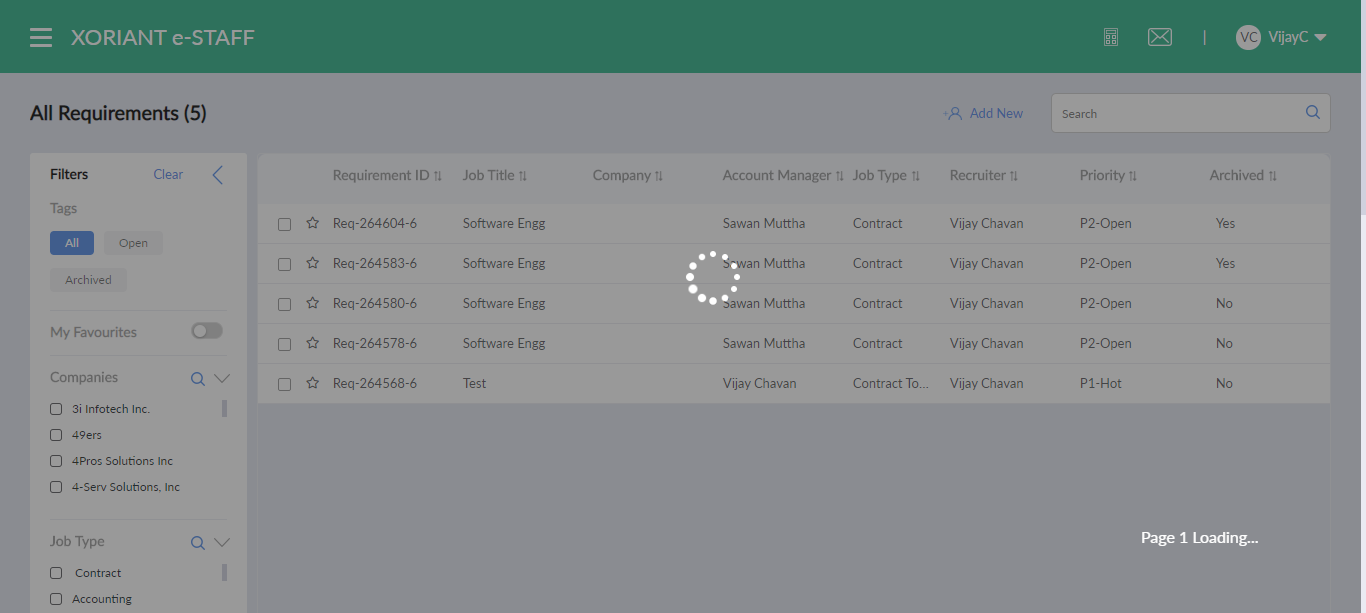 XORIANT e-STAFF
|
VC VijayC
All Requirements (5)
Add New
Search
Filters Clear
Tags
All Open
Archived
My Favourites
Companies
3i Infotech Inc.
49ers
4Pros Solutions Inc
4-Serv Solutions, Inc
Job Type
Contract
Accounting
Requirement ID Job Title Company Account Manager Job Type Recruiter Priority Archived
Req-264604-6 Software Engg Sawan Muttha Contract Vijay Chavan P2-Open Yes
Req-264583-6 Software Engg Sawan Muttha Contract Vijay Chavan P2-Open Yes
Req-264580-6 Software Engg Sawan Muttha Contract Vijay Chavan P2-Open No
Req-264578-6 Software Engg Sawan Muttha Contract Vijay Chavan P2-Open No
Req-264568-6 Test Vijay Chavan Contract To... Vijay Chavan P1-Hot No
Page 1 Loading...